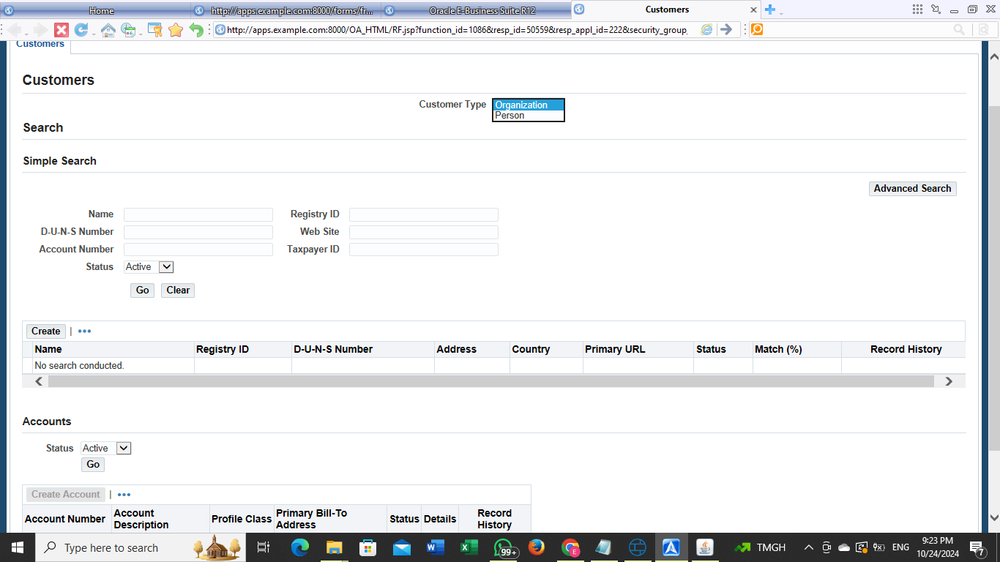 Home http://apps.example.com:8000/forms/fr... Oracle E-Business Suite R12 Customers
http://apps.example.com:8000/OA_HTML/RF.jsp?function_id=1086&resp_id=50559&resp_appl_id=222&security_group_
Customers
Customers
Customer Type Organization
Person
Search
Simple Search
Advanced Search
Name Registry ID
D-U-N-S Number Web Site
Account Number Taxpayer ID
Status Active
Go Clear
Create | •••
Name Registry ID D-U-N-S Number Address Country Primary URL Status Match (%) Record History
No search conducted.
Accounts
Status Active
Go
Create Account | •••
Account Number Account Description Profile Class Primary Bill-To Address Status Details Record History
Type here to search 99+ E TMGH ENG 9:23 PM 7
10/24/2024